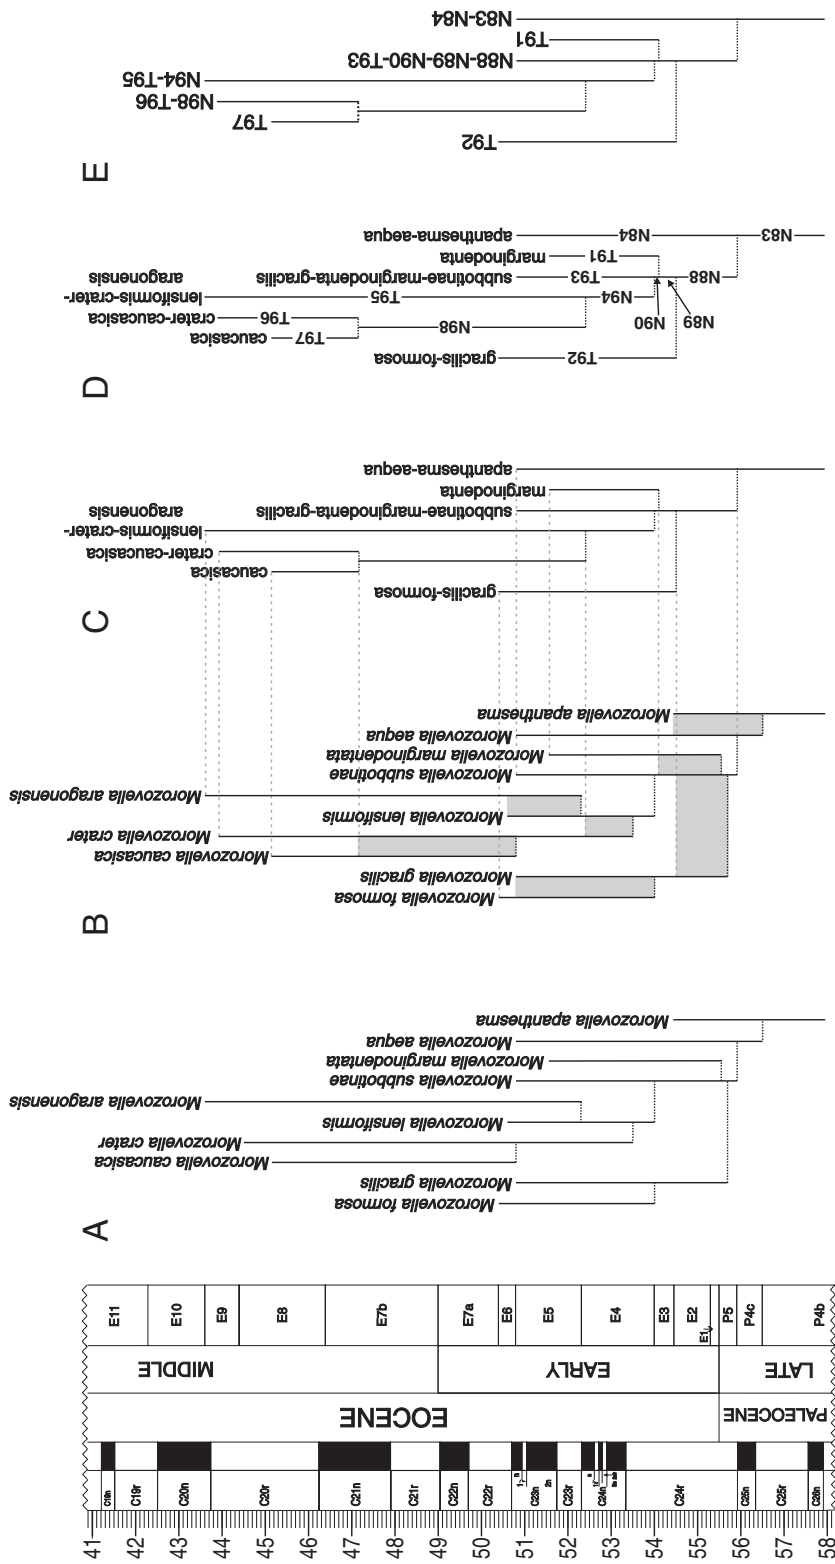 E
N83-N84
T91
N88-N89-N90-T93
N94-T95
N98-T96
T97
T92
D
apanthesma-aequa
marginodenta
subbotinae-marginodenta-gracilis
lensiformis-crater-
aragonensis
crater-caucasica
caucasica
gracilis-formosa
N84
N83
T91
T93
N88
T95
N94
T96
N98
T97
N90
N89
T92
C
apanthesma-aequa
marginodenta
subbotinae-marginodenta-gracilis
lensiformis-crater-
aragonensis
crater-caucasica
caucasica
gracilis-formosa
B
Morozovella apanthesma
Morozovella aequa
Morozovella marginodentata
Morozovella subbotinae
Morozovella aragonensis
Morozovella lensiformis
Morozovella crater
Morozovella caucasica
Morozovella gracilis
Morozovella formosa
A
Morozovella apanthesma
Morozovella aequa
Morozovella marginodentata
Morozovella subbotinae
Morozovella aragonensis
Morozovella lensiformis
Morozovella crater
Morozovella caucasica
Morozovella gracilis
Morozovella formosa
E11
E10
E9
E8
E7b
E7a
E6
E5
E4
E3
E2
E1
P5
P4c
P4b
MIDDLE
EARLY
LATE
EOCENE
PALEOCENE
C19n
C19r
C20n
C20r
C21n
C21r
C22n
C22r
C23n
2n
C23r
C24n
C24r
C25n
C25r
C26n
41
42
43
44
45
46
47
48
49
50
51
52
53
54
55
56
57
58